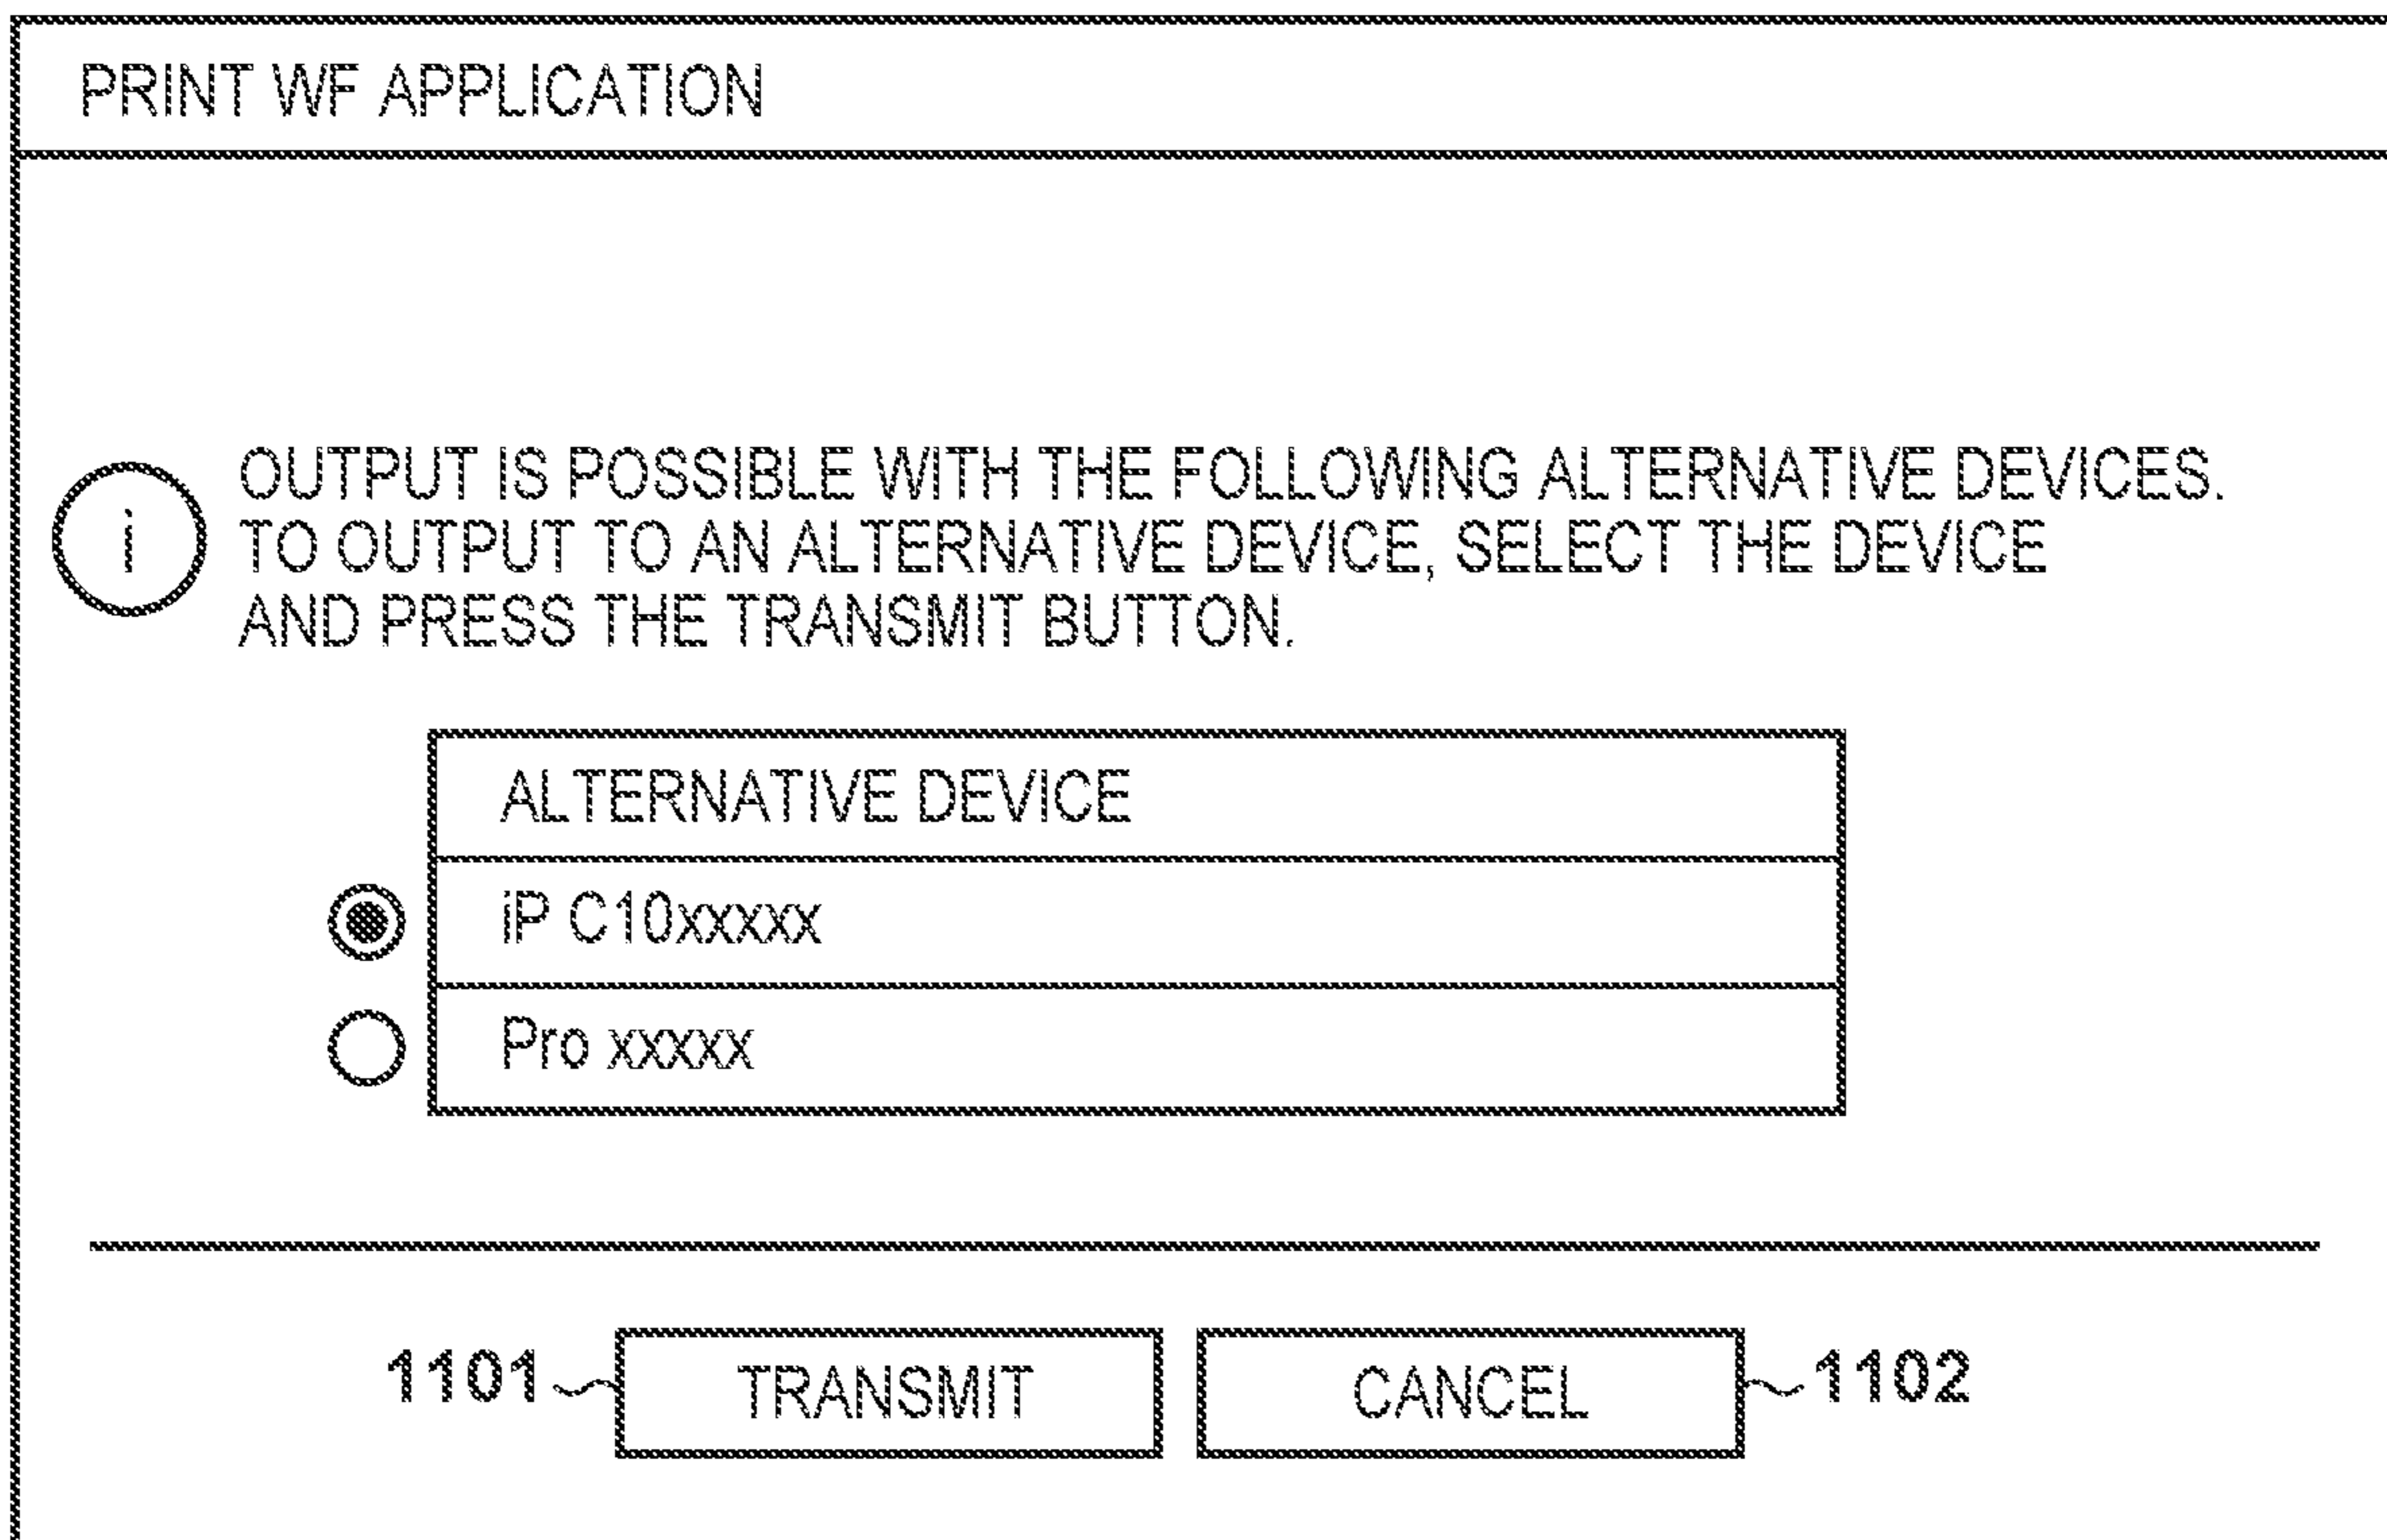 PRINT WF APPLICATION
i
OUTPUT IS POSSIBLE WITH THE FOLLOWING ALTERNATIVE DEVICES.
TO OUTPUT TO AN ALTERNATIVE DEVICE, SELECT THE DEVICE
AND PRESS THE TRANSMIT BUTTON.
ALTERNATIVE DEVICE
iP C10xxxxx
Pro xxxxx
1101 TRANSMIT CANCEL 1102